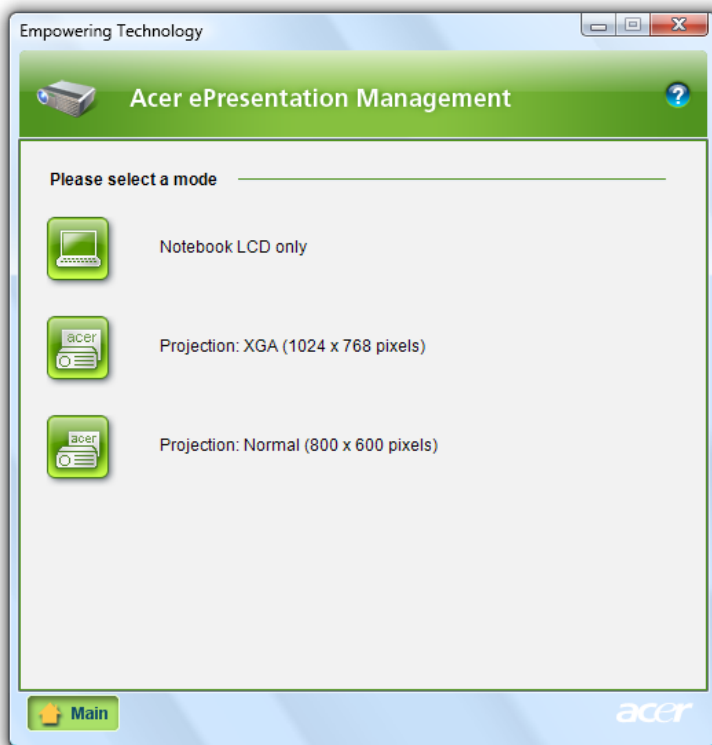 Empowering Technology
Acer ePresentation Management
?
Please select a mode
Notebook LCD only
acer
Projection: XGA (1024 x 768 pixels)
acer
Projection: Normal (800 x 600 pixels)
Main
acer